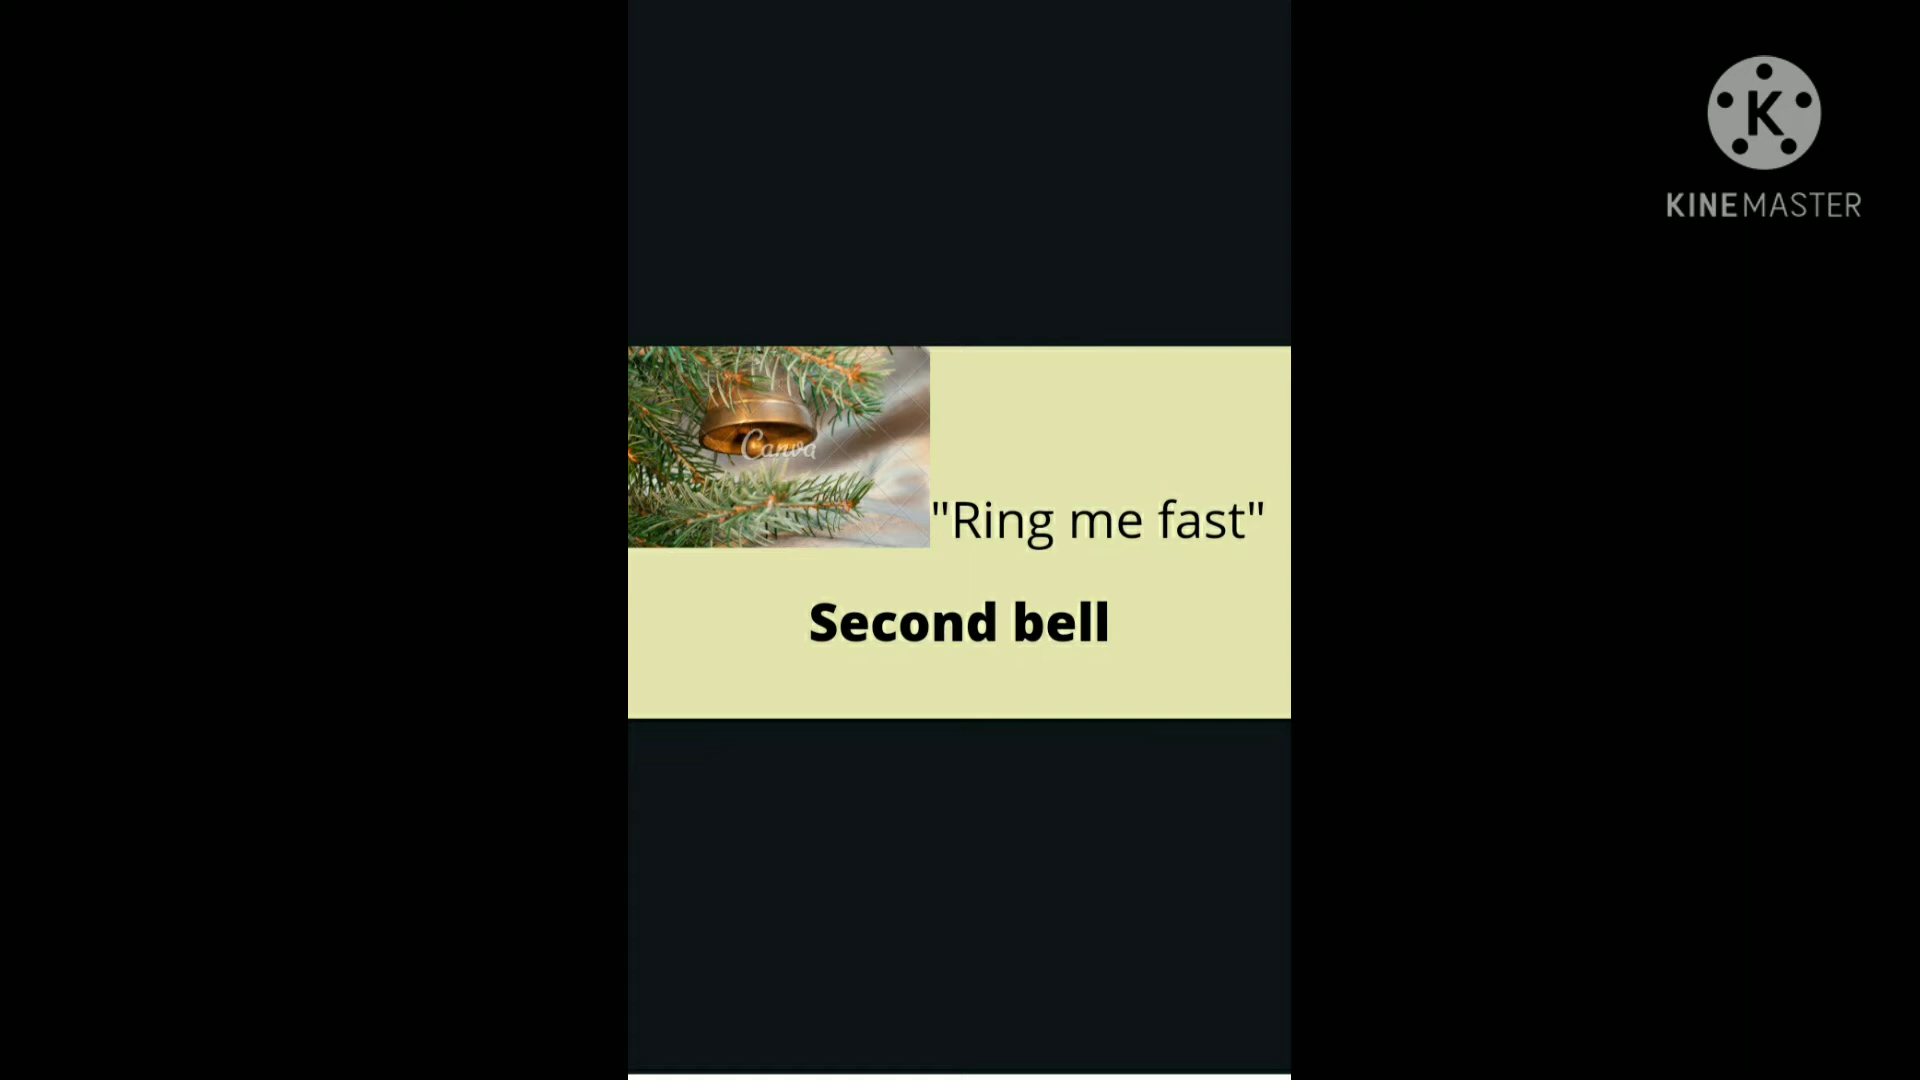 K
KINEMASTER
Canva
"Ring me fast"
Second bell